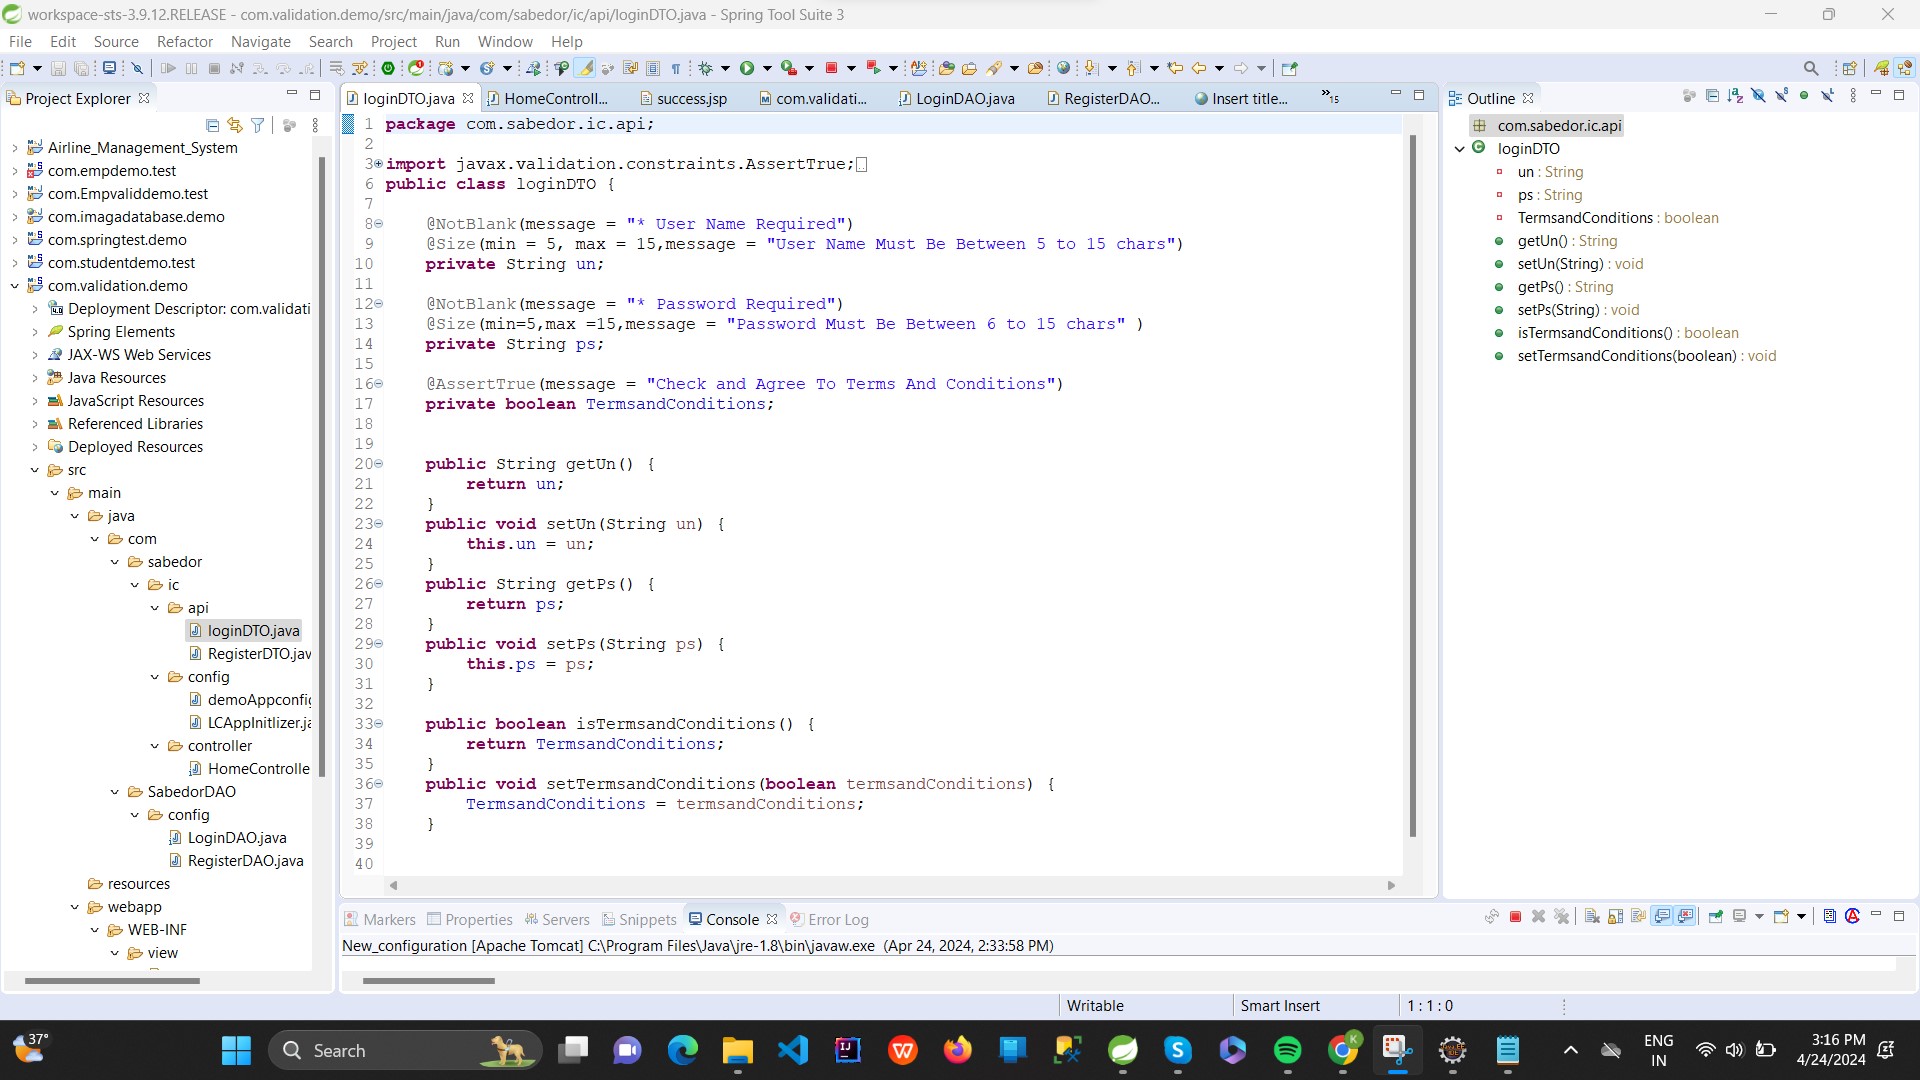 workspace-sts-3.9.12.RELEASE - com.validation.demo/src/main/java/com/sabedor/ic/api/loginDTO.java - Spring Tool Suite 3
File Edit Source Refactor Navigate Search Project Run Window Help
Project Explorer
Airline_Management_System
com.empdemo.test
com.Empvaliddemo.test
com.imagadatabase.demo
com.springtest.demo
com.studentdemo.test
com.validation.demo
Deployment Descriptor: com.validati
Spring Elements
JAX-WS Web Services
Java Resources
JavaScript Resources
Referenced Libraries
Deployed Resources
src
main
java
com
sabedor
ic
api
loginDTO.java
RegisterDTO.jav
config
demoAppconfig
LCAppInitlizer.ja
controller
HomeControlle
SabedorDAO
config
LoginDAO.java
RegisterDAO.java
resources
webapp
WEB-INF
view
loginDTO.java HomeControll... success.jsp com.validati... LoginDAO.java RegisterDAO... Insert title... »15
1 package com.sabedor.ic.api;
2
3 import javax.validation.constraints.AssertTrue;
6 public class loginDTO {
7
8 @NotBlank(message = "* User Name Required")
9 @Size(min = 5, max = 15,message = "User Name Must Be Between 5 to 15 chars")
10 private String un;
11
12 @NotBlank(message = "* Password Required")
13 @Size(min=5,max =15,message = "Password Must Be Between 6 to 15 chars" )
14 private String ps;
15
16 @AssertTrue(message = "Check and Agree To Terms And Conditions")
17 private boolean TermsandConditions;
18
19
20 public String getUn() {
21 return un;
22 }
23 public void setUn(String un) {
24 this.un = un;
25 }
26 public String getPs() {
27 return ps;
28 }
29 public void setPs(String ps) {
30 this.ps = ps;
31 }
32
33 public boolean isTermsandConditions() {
34 return TermsandConditions;
35 }
36 public void setTermsandConditions(boolean termsandConditions) {
37 TermsandConditions = termsandConditions;
38 }
39
40
Outline
com.sabedor.ic.api
loginDTO
un : String
ps : String
TermsandConditions : boolean
getUn() : String
setUn(String) : void
getPs() : String
setPs(String) : void
isTermsandConditions() : boolean
setTermsandConditions(boolean) : void
Markers Properties Servers Snippets Console Error Log
New_configuration [Apache Tomcat] C:\Program Files\Java\jre-1.8\bin\javaw.exe (Apr 24, 2024, 2:33:58 PM)
Writable Smart Insert 1 : 1 : 0
37°
Search
ENG
IN
3:16 PM
4/24/2024